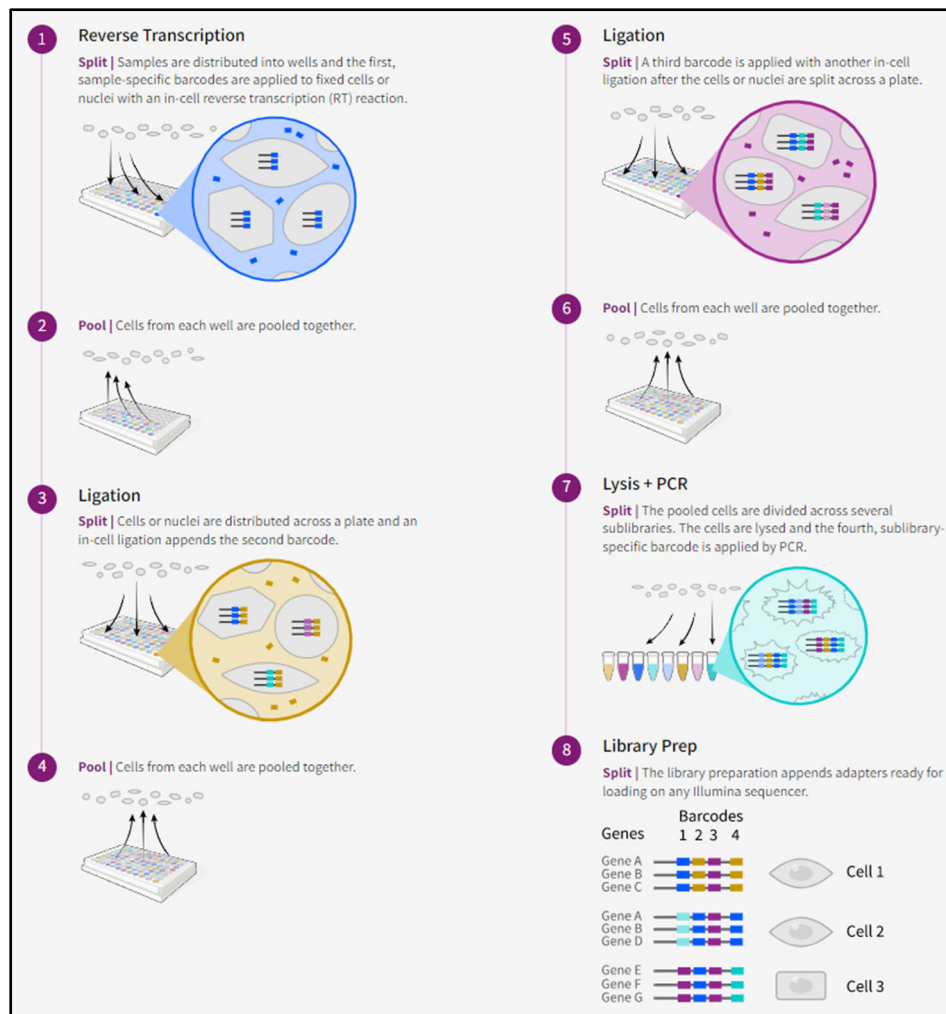 1
Reverse Transcription
Split | Samples are distributed into wells and the first,
sample-specific barcodes are applied to fixed cells or
nuclei with an in-cell reverse transcription (RT) reaction.
2
Pool | Cells from each well are pooled together.
3
Ligation
Split | Cells or nuclei are distributed across a plate and an
in-cell ligation appends the second barcode.
4
Pool | Cells from each well are pooled together.
5
Ligation
Split | A third barcode is applied with another in-cell
ligation after the cells or nuclei are split across a plate.
6
Pool | Cells from each well are pooled together.
7
Lysis + PCR
Split | The pooled cells are divided across several
sublibraries. The cells are lysed and the fourth, sublibrary-
specific barcode is applied by PCR.
8
Library Prep
Split | The library preparation appends adapters ready for
loading on any Illumina sequencer.
Barcodes
Genes 1 2 3 4
Gene A
Gene B
Gene C
Cell 1
Gene A
Gene B
Gene D
Cell 2
Gene E
Gene F
Gene G
Cell 3